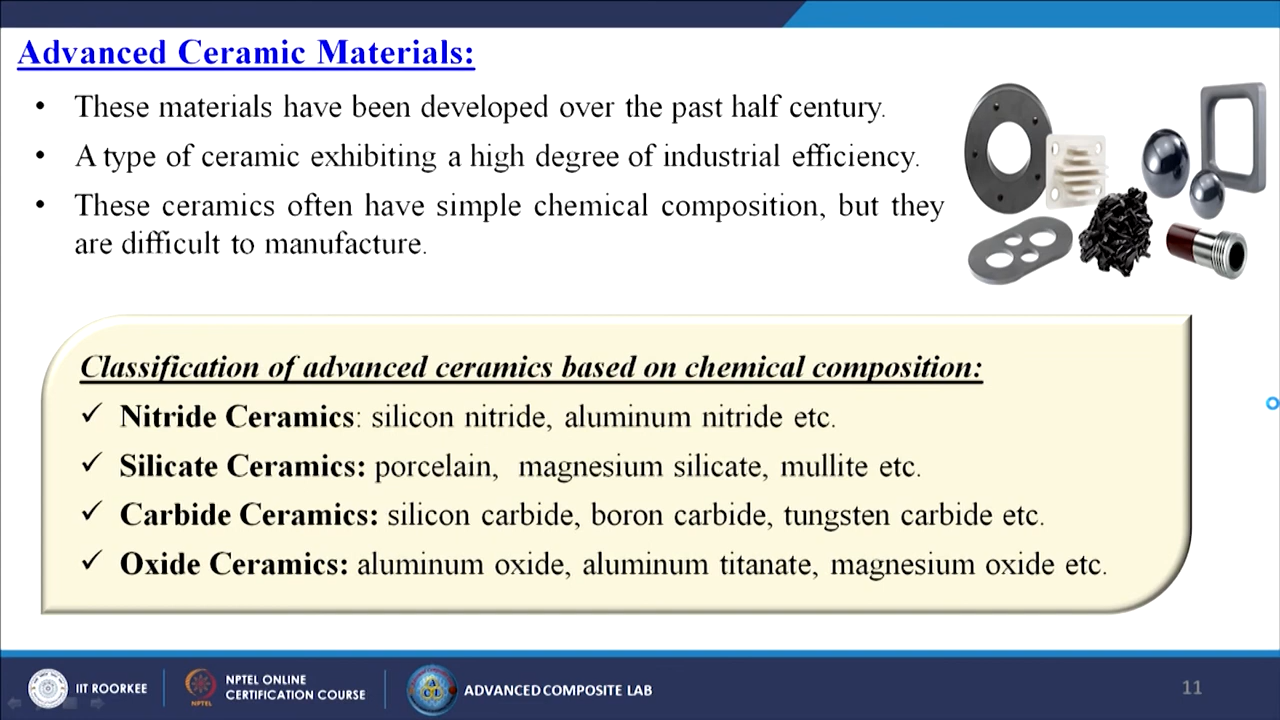 Advanced Ceramic Materials:
• These materials have been developed over the past half century.
• A type of ceramic exhibiting a high degree of industrial efficiency.
• These ceramics often have simple chemical composition, but they
are difficult to manufacture.
Classification of advanced ceramics based on chemical composition:
✓ Nitride Ceramics: silicon nitride, aluminum nitride etc.
✓ Silicate Ceramics: porcelain, magnesium silicate, mullite etc.
✓ Carbide Ceramics: silicon carbide, boron carbide, tungsten carbide etc.
✓ Oxide Ceramics: aluminum oxide, aluminum titanate, magnesium oxide etc.
IIT ROORKEE
NPTEL
NPTEL ONLINE
CERTIFICATION COURSE
ADVANCED COMPOSITE LAB
11